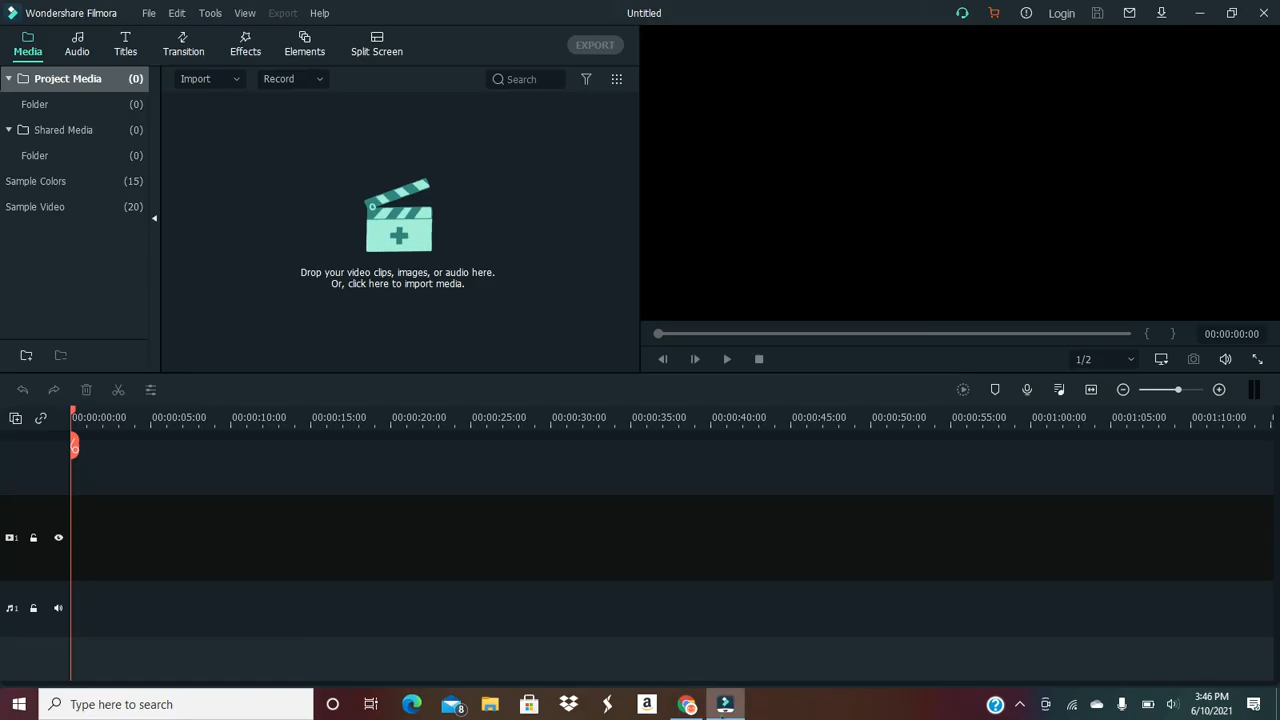 Wondershare Filmora File Edit Tools View Export Help Untitled Login
Media Audio Titles Transition Effects Elements Split Screen EXPORT
Project Media (0) Import Record Search
Folder (0)
Shared Media (0)
Folder (0)
Sample Colors (15)
Sample Video (20)
Drop your video clips, images, or audio here.
Or, click here to import media.
{ } 00:00:00:00
1/2
00:00:00:00 00:00:05:00 00:00:10:00 00:00:15:00 00:00:20:00 00:00:25:00 00:00:30:00 00:00:35:00 00:00:40:00 00:00:45:00 00:00:50:00 00:00:55:00 00:01:00:00 00:01:05:00 00:01:10:00
1
1
Type here to search 8 a 3:46 PM
6/10/2021